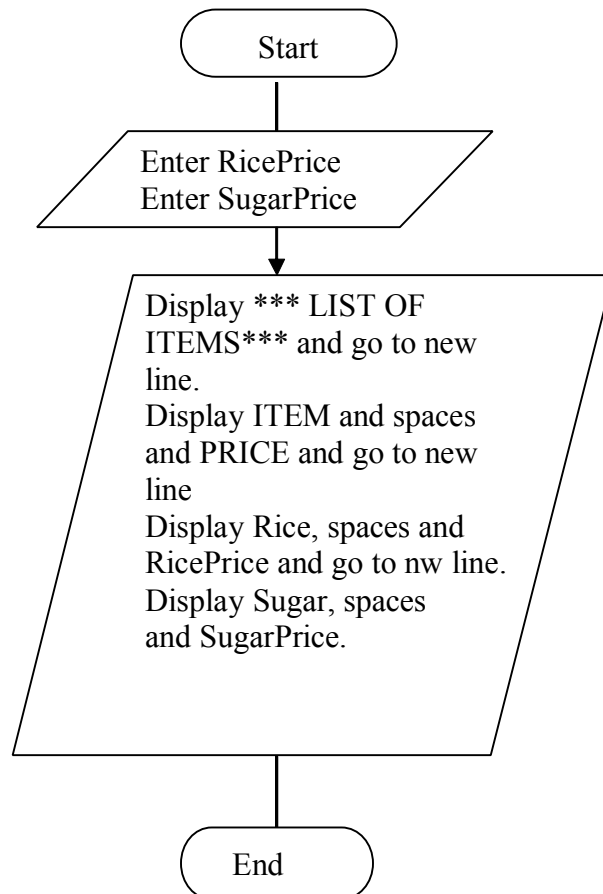 Start
Enter RicePrice
Enter SugarPrice
Display *** LIST OF
ITEMS*** and go to new
line.
Display ITEM and spaces
and PRICE and go to new
line
Display Rice, spaces and
RicePrice and go to nw line.
Display Sugar, spaces
and SugarPrice.
End